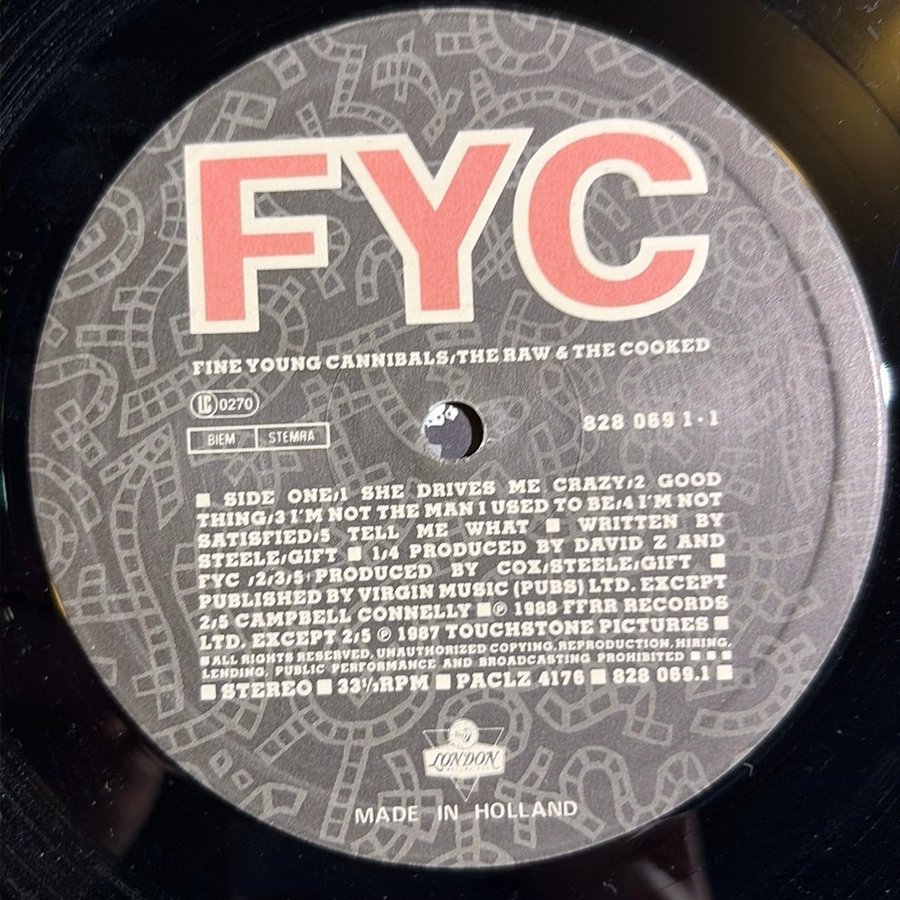 FYC
FINE YOUNG CANNIBALS/THE RAW & THE COOKED
LC 0270
BIEM STEMRA
828 069 1-1
■ SIDE ONE/1 SHE DRIVES ME CRAZY/2 GOOD
THING/3 I'M NOT THE MAN I USED TO BE/4 I'M NOT
SATISFIED/5 TELL ME WHAT ■ WRITTEN BY
STEELE/GIFT ■ 1/4 PRODUCED BY DAVID Z AND
FYC /2/3/5/ PRODUCED BY COX/STEELE/GIFT ■
PUBLISHED BY VIRGIN MUSIC (PUBS) LTD. EXCEPT
2/5 CAMPBELL CONNELLY ■ ℗ 1988 FFRR RECORDS
LTD. EXCEPT 2/5 ℗ 1987 TOUCHSTONE PICTURES ■
■ ALL RIGHTS RESERVED. UNAUTHORIZED COPYING, REPRODUCTION, HIRING,
LENDING, PUBLIC PERFORMANCE AND BROADCASTING PROHIBITED ■ ■ ■
■ STEREO ■ 33⅓RPM ■ PACLZ 4176 ■ 828 069.1 ■
LONDON
MADE IN HOLLAND